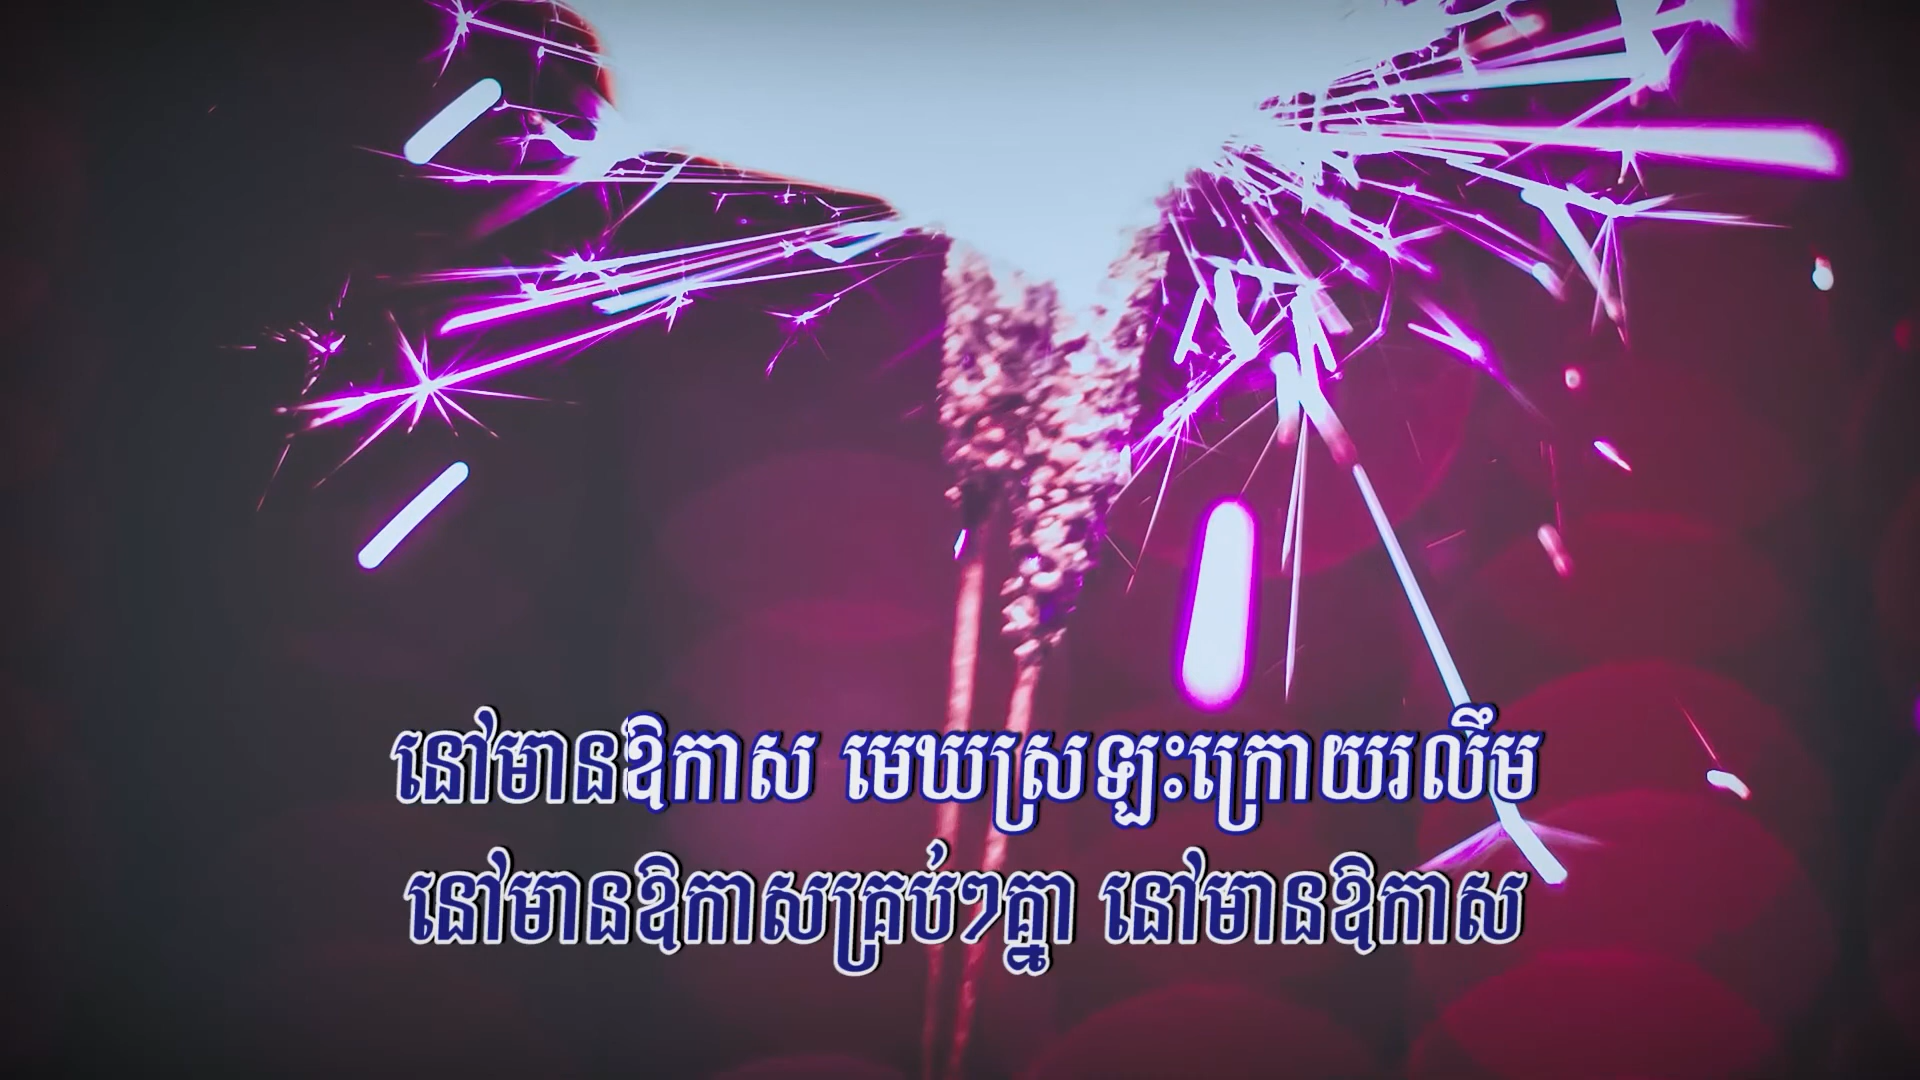 នៅមានឱកាស មេឃស្រឡះក្រោយរលឹម
នៅមានឱកាសគ្រប់ៗគ្នា នៅមានឱកាស